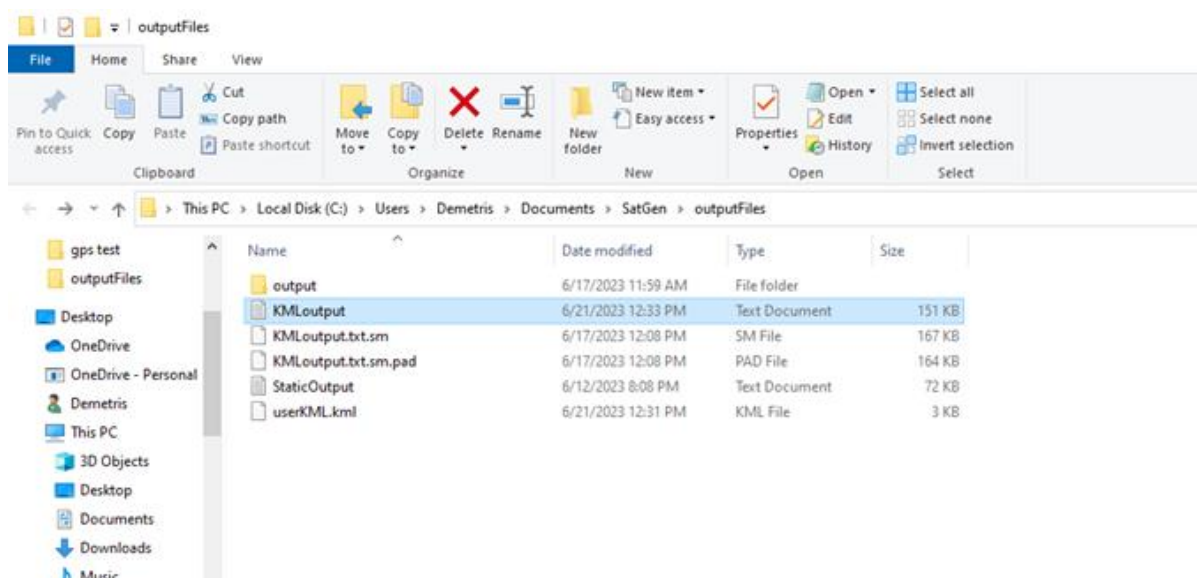 outputFiles
File Home Share View
Pin to Quick access
Copy
Paste
Cut
Copy path
Paste shortcut
Clipboard
Move to
Copy to
Delete
Rename
Organize
New folder
New item
Easy access
New
Properties
Open
Edit
History
Open
Select all
Select none
Invert selection
Select
This PC > Local Disk (C:) > Users > Demetris > Documents > SatGen > outputFiles
gps test
outputFiles
Desktop
OneDrive
OneDrive - Personal
Demetris
This PC
3D Objects
Desktop
Documents
Downloads
Music
Name Date modified Type Size
output 6/17/2023 11:59 AM File folder
KMLoutput 6/21/2023 12:33 PM Text Document 151 KB
KMLoutput.txt.sm 6/17/2023 12:08 PM SM File 167 KB
KMLoutput.txt.sm.pad 6/17/2023 12:08 PM PAD File 164 KB
StaticOutput 6/12/2023 8:08 PM Text Document 72 KB
userKML.kml 6/21/2023 12:31 PM KML File 3 KB